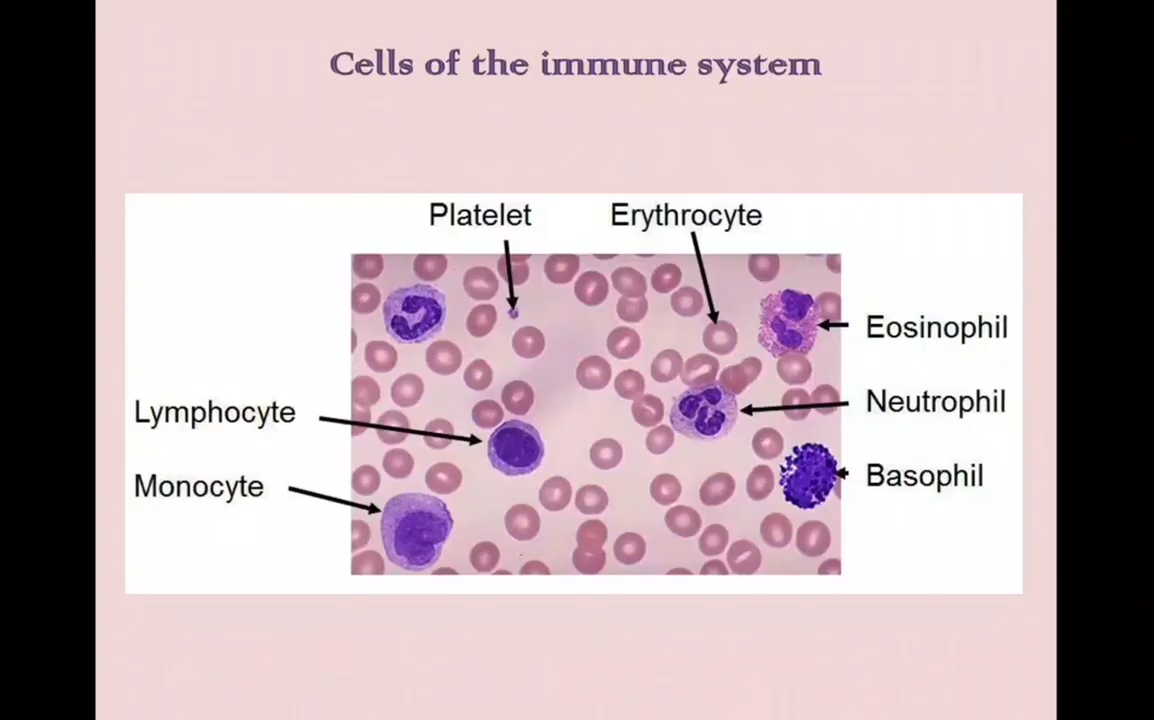 Cells of the immune system
Platelet
Erythrocyte
Eosinophil
Lymphocyte
Neutrophil
Monocyte
Basophil